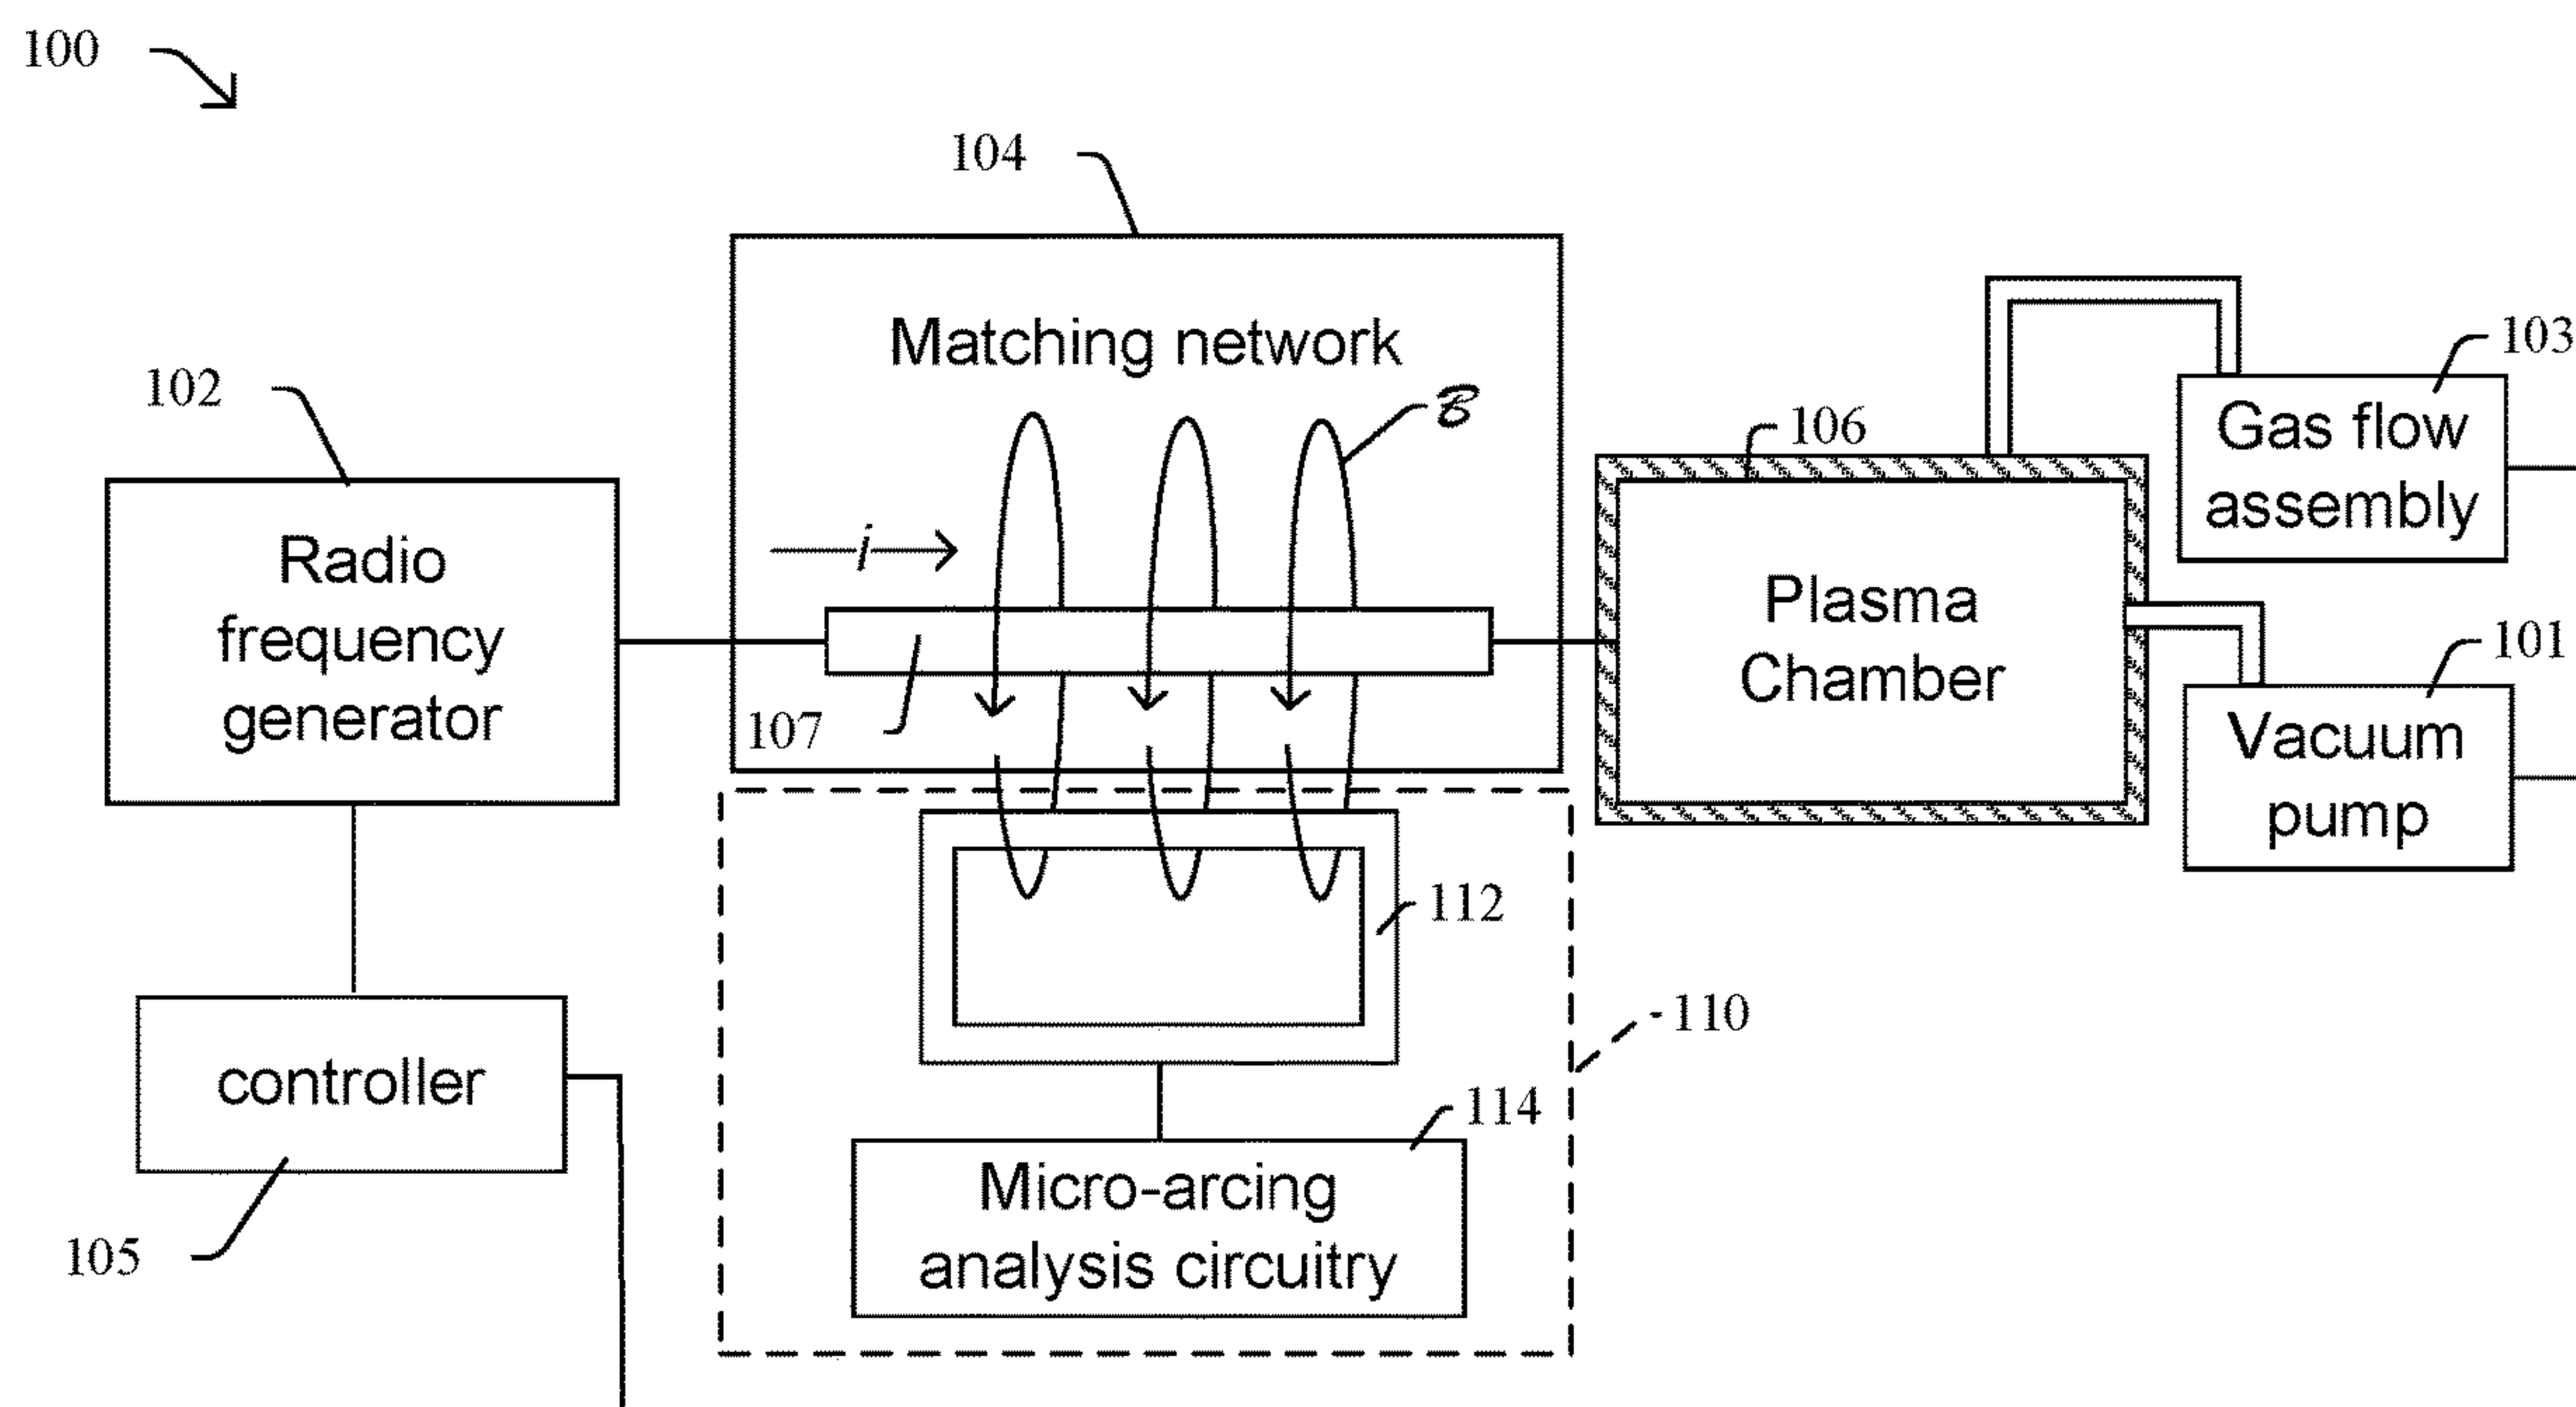 100
104
Matching network
B
102
Radio
frequency
generator
i
107
106
Plasma
Chamber
103
Gas flow
assembly
101
Vacuum
pump
112
110
controller
105
114
Micro-arcing
analysis circuitry